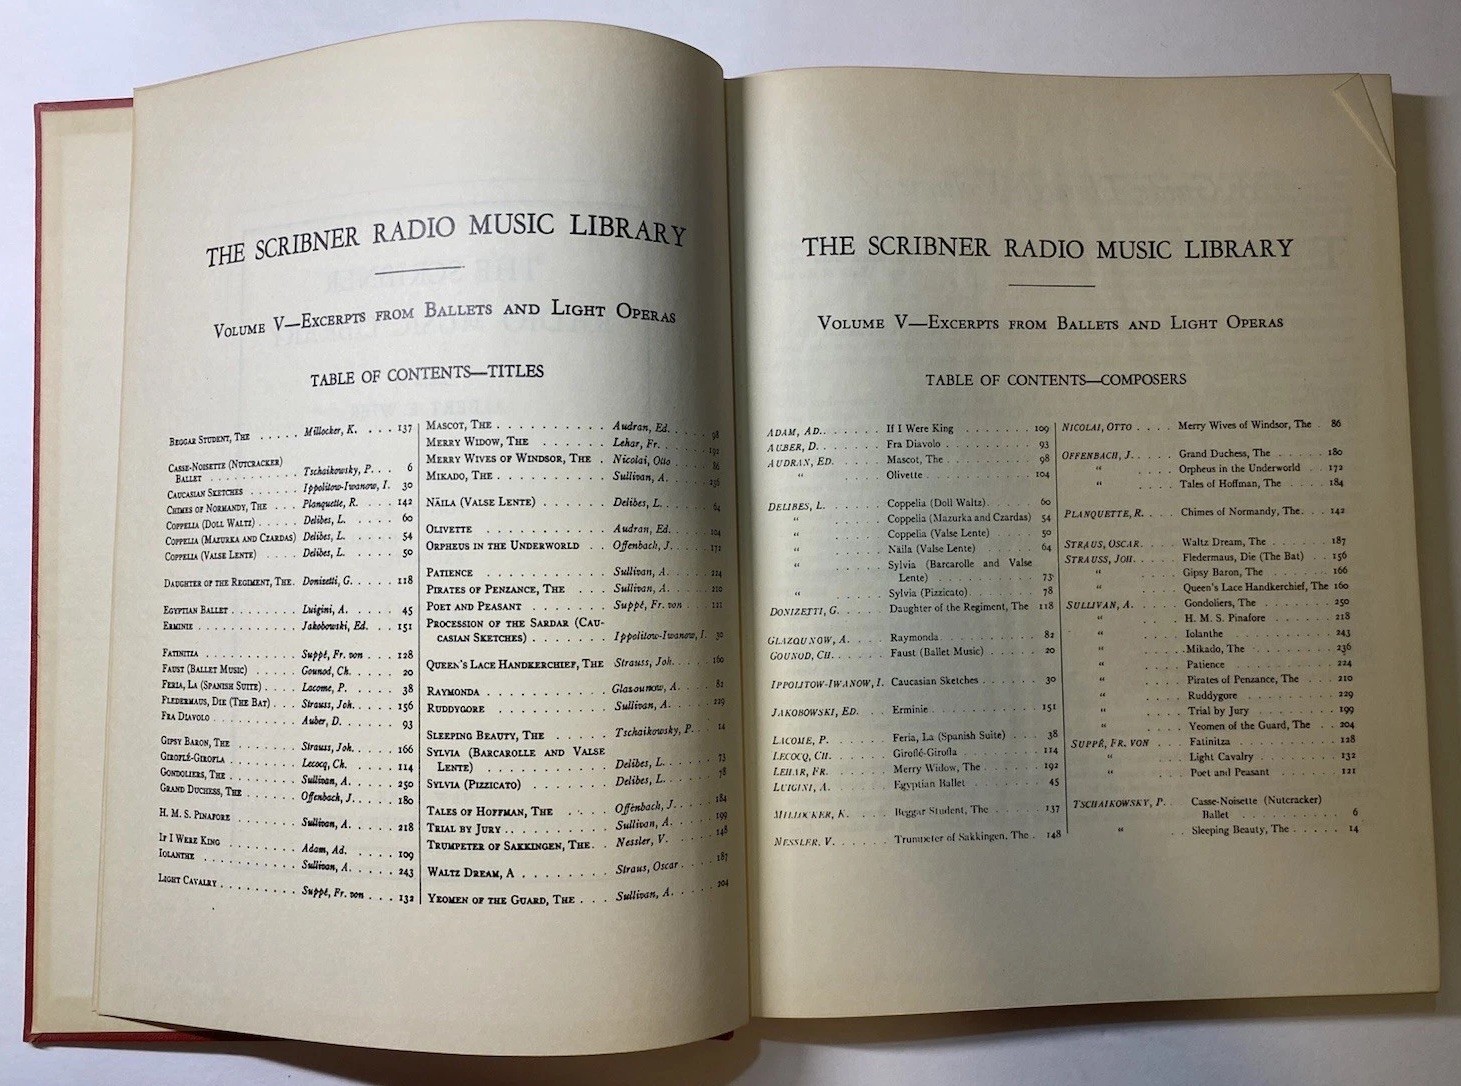 THE SCRIBNER RADIO MUSIC LIBRARY
VOLUME V—EXCERPTS FROM BALLETS AND LIGHT OPERAS
TABLE OF CONTENTS—TITLES
BEGGAR STUDENT, THE . . . . . Millocker, K. . . . . 137
CASSE-NOISETTE (NUTCRACKER)
BALLET . . . . . . . . . . . Tschaikowsky, P. . . . 6
CAUCASIAN SKETCHES . . . . . . Ippolitow-Iwanow, I. 30
CHIMES OF NORMANDY, THE . . . Planquette, R. . . . 142
COPPELIA (DOLL WALTZ) . . . . . Delibes, L. . . . . . 60
COPPELIA (MAZURKA AND CZARDAS) Delibes, L. . . . . . 54
COPPELIA (VALSE LENTE) . . . . Delibes, L. . . . . . 50
DAUGHTER OF THE REGIMENT, THE. Donizetti, G. . . . . 118
EGYPTIAN BALLET . . . . . . . . Luigini, A. . . . . . 45
ERMINIE . . . . . . . . . . . . Jakobowski, Ed. . . . 151
FATINITZA . . . . . . . . . . . Suppé, Fr. von . . . 128
FAUST (BALLET MUSIC) . . . . . Gounod, Ch. . . . . . 20
FERIA, LA (SPANISH SUITE) . . . . Lacome, P. . . . . . 38
FLEDERMAUS, DIE (THE BAT) . . . Strauss, Joh. . . . . 156
FRA DIAVOLO . . . . . . . . . . Auber, D. . . . . . . 93
GIPSY BARON, THE . . . . . . . Strauss, Joh. . . . . 166
GIROFLÉ-GIROFLA . . . . . . . . Lecocq, Ch. . . . . . 114
GONDOLIERS, THE . . . . . . . . Sullivan, A. . . . . . 250
GRAND DUCHESS, THE . . . . . . Offenbach, J. . . . . 180
H. M. S. PINAFORE . . . . . . . Sullivan, A. . . . . . 218
IF I WERE KING . . . . . . . . . Adam, Ad. . . . . . . 109
IOLANTHE . . . . . . . . . . . . Sullivan, A. . . . . . 243
LIGHT CAVALRY . . . . . . . . . Suppé, Fr. von . . . 132
MASCOT, THE . . . . . . . . . . Audran, Ed. . . . . . 98
MERRY WIDOW, THE . . . . . . Lehar, Fr. . . . . . . 192
MERRY WIVES OF WINDSOR, THE . Nicolai, Otto . . . . 86
MIKADO, THE . . . . . . . . . . Sullivan, A. . . . . . 236
NÄILA (VALSE LENTE) . . . . . . Delibes, L. . . . . . 64
OLIVETTE . . . . . . . . . . . Audran, Ed. . . . . . 104
ORPHEUS IN THE UNDERWORLD . . Offenbach, J. . . . . 172
PATIENCE . . . . . . . . . . . Sullivan, A. . . . . . 224
PIRATES OF PENZANCE, THE . . . Sullivan, A. . . . . . 210
POET AND PEASANT . . . . . . . Suppé, Fr. von . . . 121
PROCESSION OF THE SARDAR (CAU-
CASIAN SKETCHES) . . . . . . . Ippolitow-Iwanow, I. 30
QUEEN'S LACE HANDKERCHIEF, THE Strauss, Joh. . . . . 160
RAYMONDA . . . . . . . . . . . Glazounow, A. . . . . 82
RUDDYGORE . . . . . . . . . . Sullivan, A. . . . . . 229
SLEEPING BEAUTY, THE . . . . . Tschaikowsky, P. . . . 14
SYLVIA (BARCAROLLE AND VALSE
LENTE) . . . . . . . . . . . . Delibes, L. . . . . . 73
SYLVIA (PIZZICATO) . . . . . . . Delibes, L. . . . . . 78
TALES OF HOFFMAN, THE . . . . Offenbach, J. . . . . 184
TRIAL BY JURY . . . . . . . . . Sullivan, A. . . . . . 199
TRUMPETER OF SAKKINGEN, THE. . Nessler, V. . . . . . 148
WALTZ DREAM, A . . . . . . . . Straus, Oscar . . . . 187
YEOMEN OF THE GUARD, THE . . . Sullivan, A. . . . . . 204
THE SCRIBNER RADIO MUSIC LIBRARY
VOLUME V—EXCERPTS FROM BALLETS AND LIGHT OPERAS
TABLE OF CONTENTS—COMPOSERS
ADAM, AD. . . . . . . If I Were King . . . . . . . . 109
AUBER, D. . . . . . . Fra Diavolo . . . . . . . . . 93
AUDRAN, ED. . . . . . Mascot, The . . . . . . . . . 98
" . . . . . Olivette . . . . . . . . . . . 104
DELIBES, L. . . . . . Coppelia (Doll Waltz) . . . . . 60
" . . . . . Coppelia (Mazurka and Czardas) 54
" . . . . . Coppelia (Valse Lente) . . . . 50
" . . . . . Näila (Valse Lente) . . . . . . 64
" . . . . . Sylvia (Barcarolle and Valse
Lente) . . . . . . . . . . . 73
" . . . . . Sylvia (Pizzicato) . . . . . . . 78
DONIZETTI, G. . . . . Daughter of the Regiment, The 118
GLAZOUNOW, A. . . . . Raymonda . . . . . . . . . . 82
GOUNOD, CH. . . . . . Faust (Ballet Music) . . . . . 20
IPPOLITOW-IWANOW, I. Caucasian Sketches . . . . . . 30
JAKOBOWSKI, ED. . . . Erminie . . . . . . . . . . . 151
LACOME, P. . . . . . Feria, La (Spanish Suite) . . . . 38
LECOCQ, CH. . . . . . Giroflé-Girofla . . . . . . . . 114
LEHAR, FR. . . . . . Merry Widow, The . . . . . . 192
LUIGINI, A. . . . . . Egyptian Ballet . . . . . . . . 45
MILLOCKER, K. . . . . Beggar Student, The . . . . . 137
NESSLER, V. . . . . . Trumpeter of Sakkingen, The . . 148
NICOLAI, OTTO . . . . Merry Wives of Windsor, The . 86
OFFENBACH, J. . . . . Grand Duchess, The . . . . . 180
" . . . . . Orpheus in the Underworld . . 172
" . . . . . Tales of Hoffman, The . . . . 184
PLANQUETTE, R. . . . Chimes of Normandy, The. . . 142
STRAUS, OSCAR. . . . Waltz Dream, The . . . . . . 187
STRAUSS, JOH. . . . . Fledermaus, Die (The Bat) . . . 156
" . . . . . Gipsy Baron, The . . . . . . 166
" . . . . . Queen's Lace Handkerchief, The 160
SULLIVAN, A. . . . . Gondoliers, The . . . . . . . 250
" . . . . . H. M. S. Pinafore . . . . . . . 218
" . . . . . Iolanthe . . . . . . . . . . . 243
" . . . . . Mikado, The . . . . . . . . . 236
" . . . . . Patience . . . . . . . . . . . 224
" . . . . . Pirates of Penzance, The . . . 210
" . . . . . Ruddygore . . . . . . . . . . 229
" . . . . . Trial by Jury . . . . . . . . . 199
" . . . . . Yeomen of the Guard, The . . . 204
SUPPÉ, FR. VON . . . Fatinitza . . . . . . . . . . . 128
" . . . . . Light Cavalry . . . . . . . . . 132
" . . . . . Poet and Peasant . . . . . . . 121
TSCHAIKOWSKY, P. . . Casse-Noisette (Nutcracker)
Ballet . . . . . . . . . . . 6
" . . . . . Sleeping Beauty, The . . . . . 14